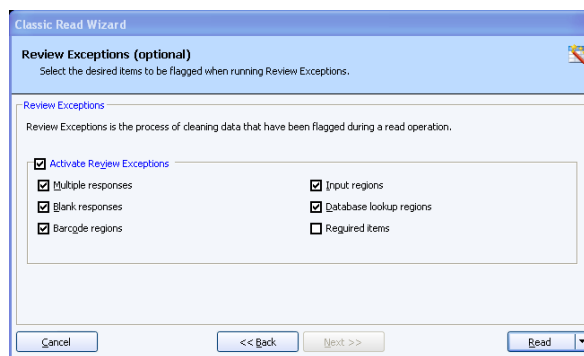 Classic Read Wizard
Review Exceptions (optional)
Select the desired items to be flagged when running Review Exceptions.
Review Exceptions
Review Exceptions is the process of cleaning data that have been flagged during a read operation.
Activate Review Exceptions
Multiple responses
Input regions
Blank responses
Database lookup regions
Barcode regions
Required items
Cancel
<< Back
Next >>
Read